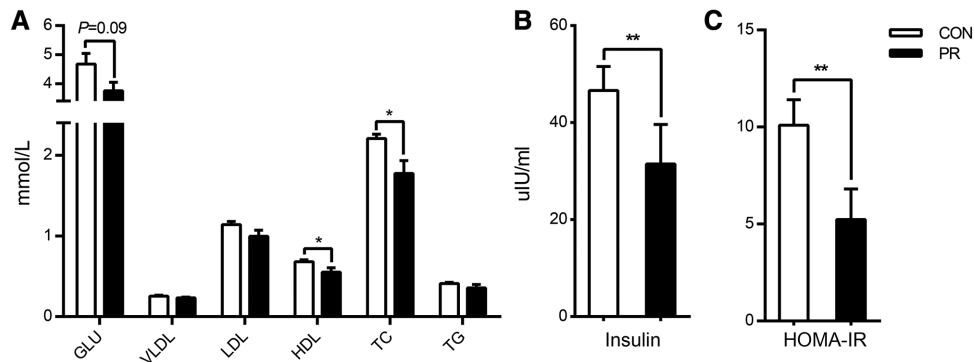 A
mmol/L
6
5
4
2
1
0
P=0.09
*
*
GLU
VLDL
LDL
HDL
TC
TG
B
uIU/ml
60
40
20
0
**
Insulin
C
15
10
5
0
**
HOMA-IR
CON
PR